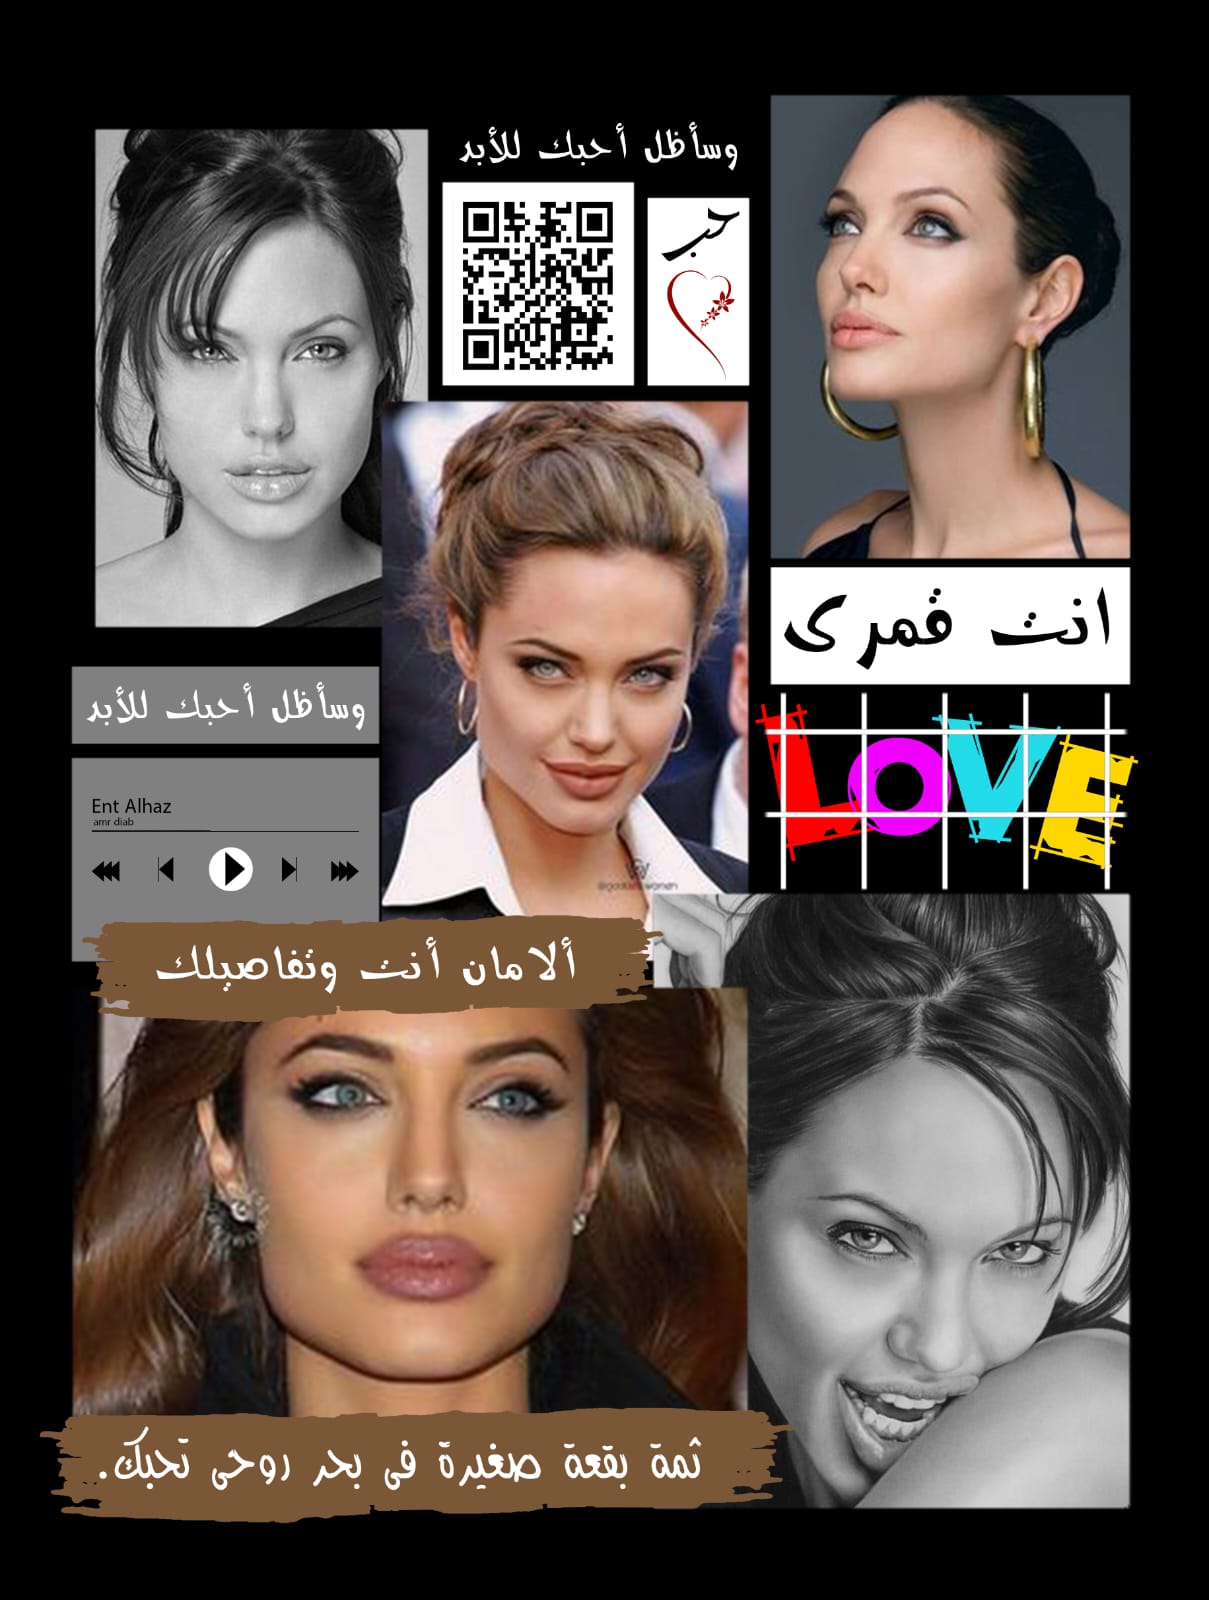 وسأظل أحبك للأبد
حب
انت قمرى
وسأظل أحبك للأبد
LOVE
Ent Alhaz
amr diab
ألامان أنت وتفاصيلك
ثمة بقعة صغيرة فى بحر روحى تحبك.